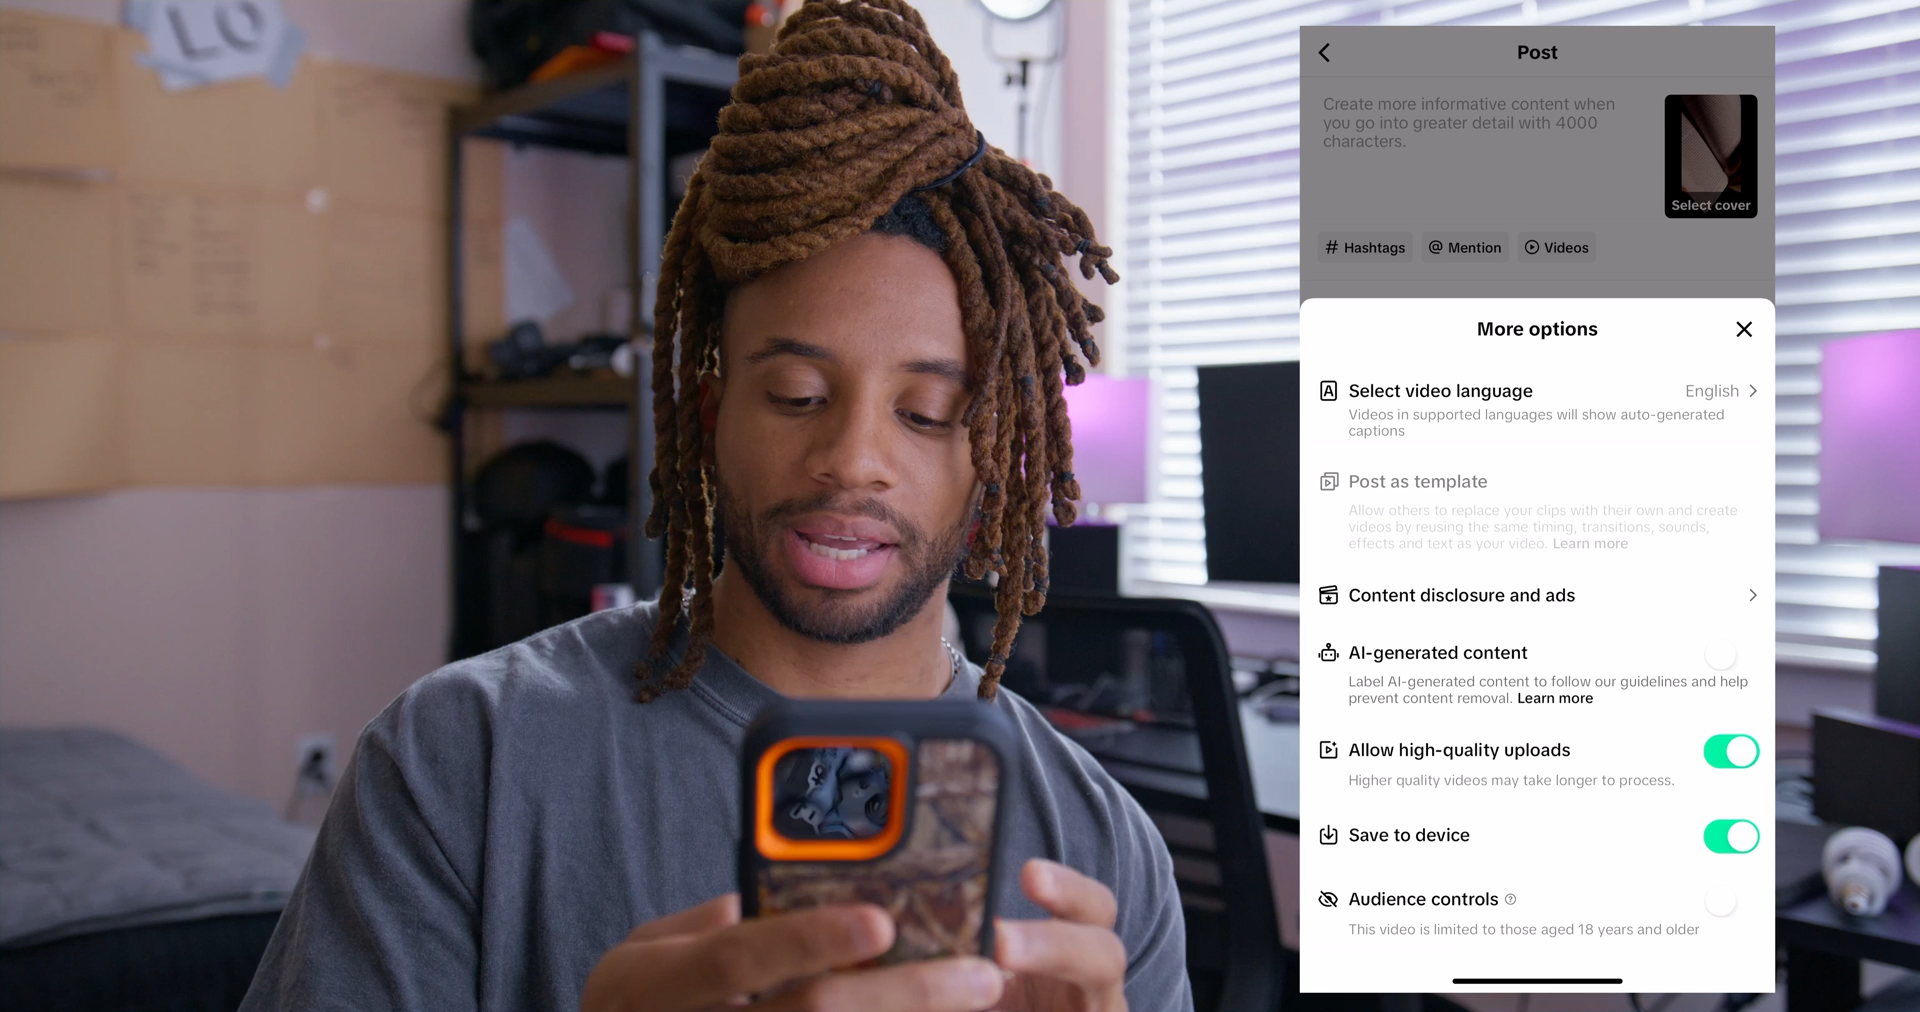 LO
Post
Create more informative content when
you go into greater detail with 4000
characters.
Select cover
# Hashtags
@ Mention
Videos
More options
Select video language
English
Videos in supported languages will show auto-generated
captions
Post as template
Allow others to replace your clips with their own and create
videos by reusing the same timing, transitions, sounds,
effects and text as your video. Learn more
Content disclosure and ads
AI-generated content
Label AI-generated content to follow our guidelines and help
prevent content removal. Learn more
Allow high-quality uploads
Higher quality videos may take longer to process.
Save to device
Audience controls
This video is limited to those aged 18 years and older